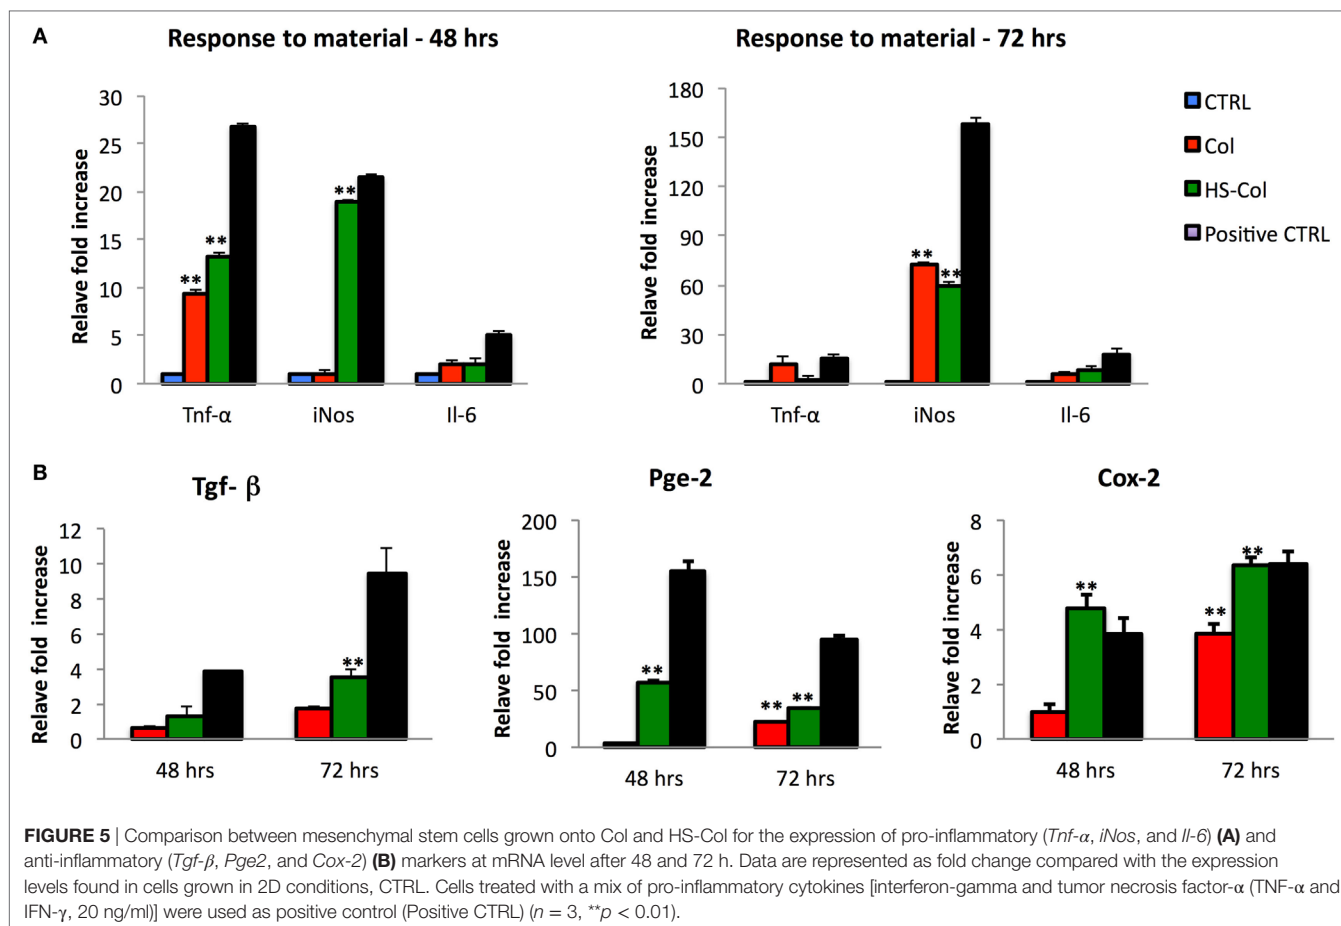 A
Response to material - 48 hrs
Response to material - 72 hrs
Relave fold increase
30
25
20
15
10
5
0
**
**
**
Tnf-α
iNos
Il-6
Relave fold increase
180
150
120
90
60
30
0
**
**
Tnf-α
iNos
Il-6
CTRL
Col
HS-Col
Positive CTRL
B
Tgf- β
Relave fold increase
12
10
8
6
4
2
0
**
48 hrs
72 hrs
Pge-2
Relave fold increase
200
150
100
50
0
**
**
**
48 hrs
72 hrs
Cox-2
Relave fold increase
8
6
4
2
0
**
**
**
48 hrs
72 hrs
FIGURE 5 | Comparison between mesenchymal stem cells grown onto Col and HS-Col for the expression of pro-inflammatory (Tnf-α, iNos, and Il-6) (A) and
anti-inflammatory (Tgf-β, Pge2, and Cox-2) (B) markers at mRNA level after 48 and 72 h. Data are represented as fold change compared with the expression
levels found in cells grown in 2D conditions, CTRL. Cells treated with a mix of pro-inflammatory cytokines [interferon-gamma and tumor necrosis factor-α (TNF-α and
IFN-γ, 20 ng/ml)] were used as positive control (Positive CTRL) (n = 3, **p < 0.01).